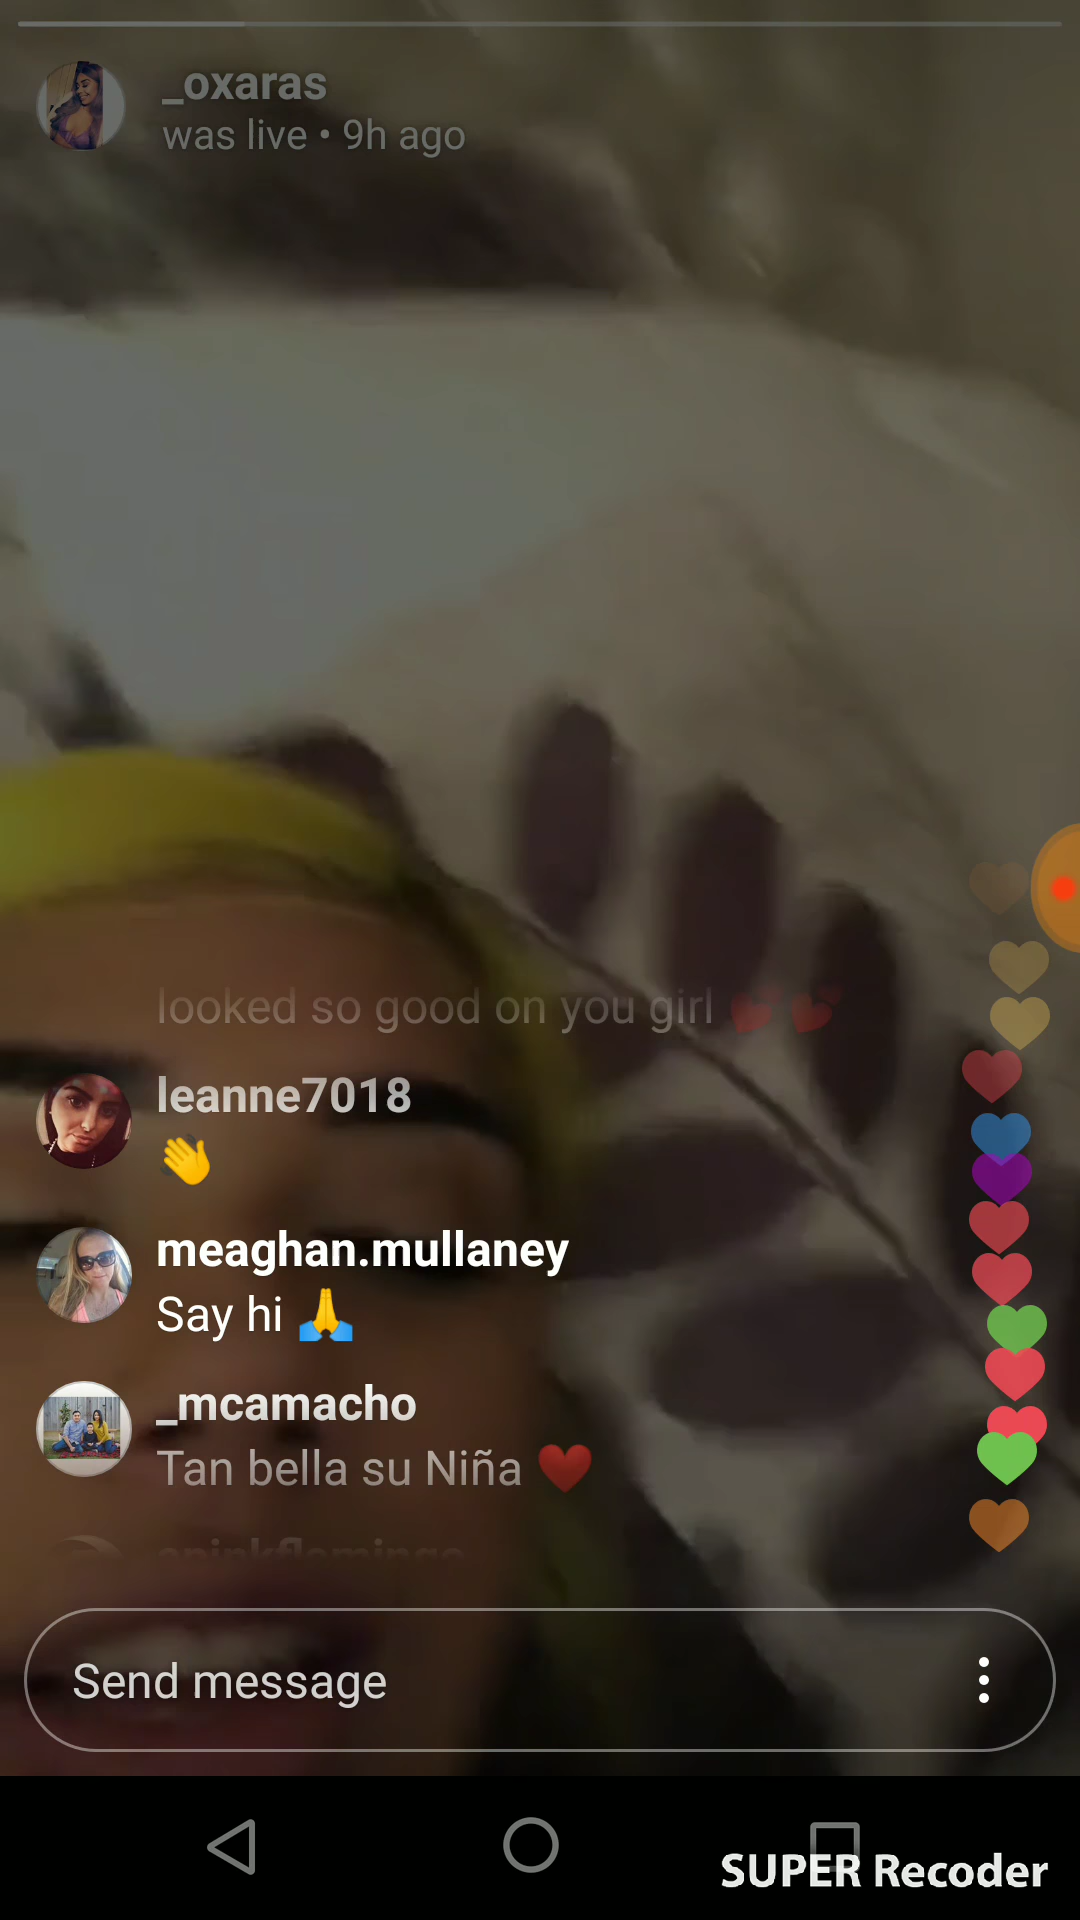 _oxaras
was live • 9h ago
looked so good on you girl 💕 💕
leanne7018
👋
meaghan.mullaney
Say hi 🙏
_mcamacho
Tan bella su Niña ❤️
Send message
SUPER Recoder